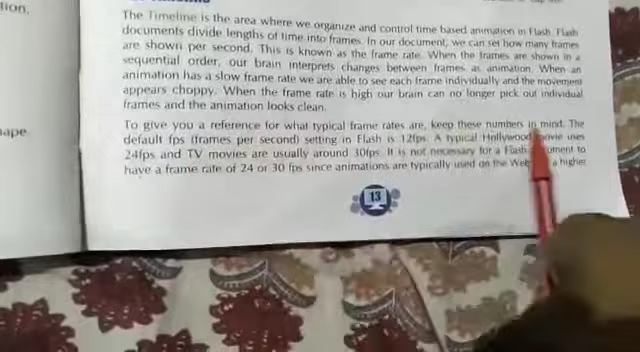 tion,
The Timeline is the area where we organize and control time based animation in Flash. Flash
documents divide lengths of time into frames. In our document, we can set how many frames
are shown per second. This is known as the frame rate. When the frames are shown in a
sequential order, our brain interprets changes between frames as animation. When an
animation has a slow frame rate we are able to see each frame individually and the movement
appears choppy. When the frame rate is high our brain can no longer pick out individual
frames and the animation looks clean.
To give you a reference for what typical frame rates are, keep these numbers in mind. The
default fps (frames per second) setting in Flash is 12fps. A typical Hollywood movie uses
24fps and TV movies are usually around 30fps. It is not necessary for a Flash to
have a frame rate of 24 or 30 fps since animations are typically used on the a higher
13